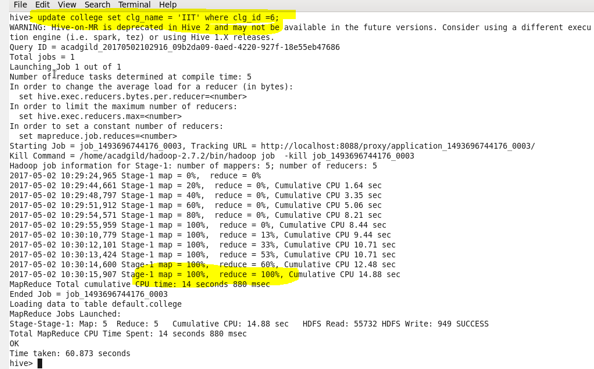 File Edit View Search Terminal Help
hive> update college set clg_name = 'IIT' where clg_id =6;
WARNING: Hive-on-MR is deprecated in Hive 2 and may not be available in the future versions. Consider using a different execu
tion engine (i.e. spark, tez) or using Hive 1.X releases.
Query ID = acadgild_20170502102916_09b2da09-0aed-4220-927f-18e55eb47686
Total jobs = 1
Launching Job 1 out of 1
Number of reduce tasks determined at compile time: 5
In order to change the average load for a reducer (in bytes):
  set hive.exec.reducers.bytes.per.reducer=<number>
In order to limit the maximum number of reducers:
  set hive.exec.reducers.max=<number>
In order to set a constant number of reducers:
  set mapreduce.job.reduces=<number>
Starting Job = job_1493696744176_0003, Tracking URL = http://localhost:8088/proxy/application_1493696744176_0003/
Kill Command = /home/acadgild/hadoop-2.7.2/bin/hadoop job  -kill job_1493696744176_0003
Hadoop job information for Stage-1: number of mappers: 5; number of reducers: 5
2017-05-02 10:29:24,965 Stage-1 map = 0%,  reduce = 0%
2017-05-02 10:29:44,661 Stage-1 map = 20%,  reduce = 0%, Cumulative CPU 1.64 sec
2017-05-02 10:29:48,797 Stage-1 map = 40%,  reduce = 0%, Cumulative CPU 3.35 sec
2017-05-02 10:29:51,912 Stage-1 map = 60%,  reduce = 0%, Cumulative CPU 5.06 sec
2017-05-02 10:29:54,571 Stage-1 map = 80%,  reduce = 0%, Cumulative CPU 8.21 sec
2017-05-02 10:29:55,959 Stage-1 map = 100%,  reduce = 0%, Cumulative CPU 8.44 sec
2017-05-02 10:30:10,779 Stage-1 map = 100%,  reduce = 13%, Cumulative CPU 9.44 sec
2017-05-02 10:30:12,101 Stage-1 map = 100%,  reduce = 33%, Cumulative CPU 10.71 sec
2017-05-02 10:30:13,424 Stage-1 map = 100%,  reduce = 53%, Cumulative CPU 10.71 sec
2017-05-02 10:30:14,600 Stage-1 map = 100%,  reduce = 60%, Cumulative CPU 12.48 sec
2017-05-02 10:30:15,907 Stage-1 map = 100%,  reduce = 100%, Cumulative CPU 14.88 sec
MapReduce Total cumulative CPU time: 14 seconds 880 msec
Ended Job = job_1493696744176_0003
Loading data to table default.college
MapReduce Jobs Launched:
Stage-Stage-1: Map: 5  Reduce: 5   Cumulative CPU: 14.88 sec   HDFS Read: 55732 HDFS Write: 949 SUCCESS
Total MapReduce CPU Time Spent: 14 seconds 880 msec
OK
Time taken: 60.873 seconds
hive>